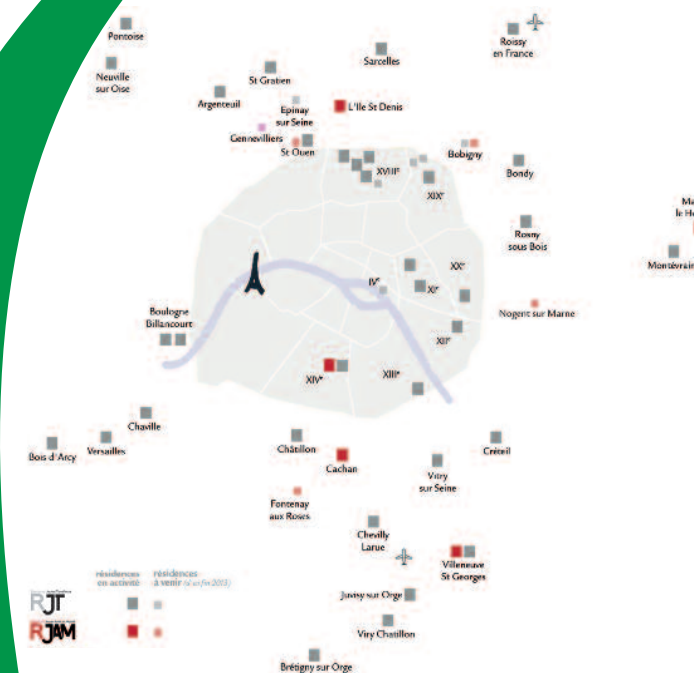 Pontoise
Roissy
en France
Sarcelles
Neuville
sur Oise
St Gratien
Argenteuil
Epinay
sur Seine
L'Ile St Denis
Gennevilliers
St Ouen
Bobigny
XVIIIe
Bondy
XIXe
Rosny
sous Bois
XXe
IVe
XIe
Nogent sur Marne
Boulogne
Billancourt
XIIe
XIVe
XIIIe
Chaville
Bois d'Arcy
Versailles
Châtillon
Créteil
Cachan
Vitry
sur Seine
Fontenay
aux Roses
Chevilly
Larue
Villeneuve
St Georges
résidences
en activité
résidences
à venir
RJT
Juvisy sur Orge
RJAM
Viry Chatillon
Brétigny sur Orge